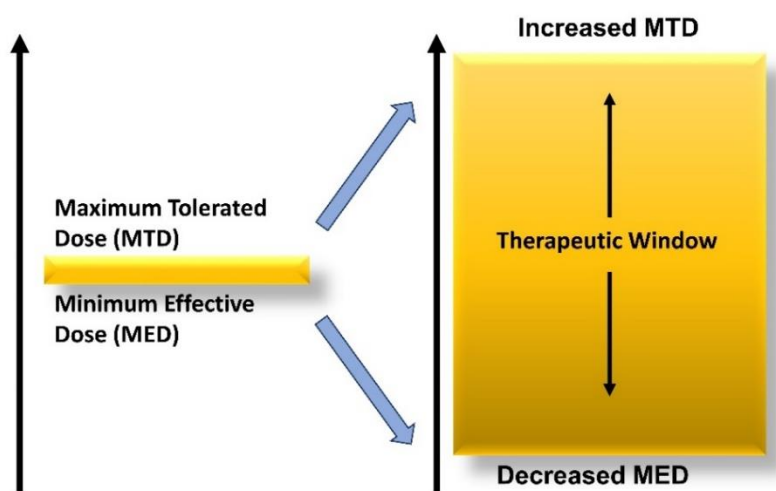 Increased MTD
Maximum Tolerated
Dose (MTD)
Therapeutic Window
Minimum Effective
Dose (MED)
Decreased MED